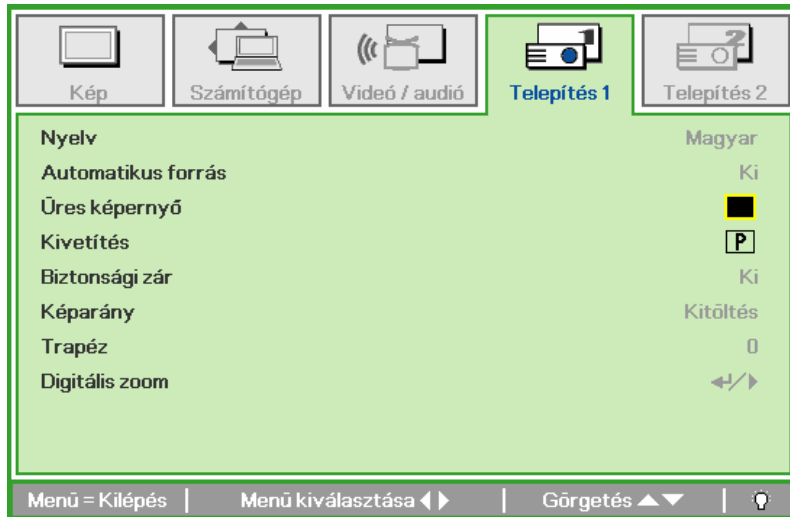 Kép
Számítógép
Videó / audió
Telepítés 1
Telepítés 2
Nyelv Magyar
Automatikus forrás Ki
Üres képernyő
Kivetítés P
Biztonsági zár Ki
Képarány Kitöltés
Trapéz 0
Digitális zoom
Menü = Kilépés | Menü kiválasztása | Görgetés |